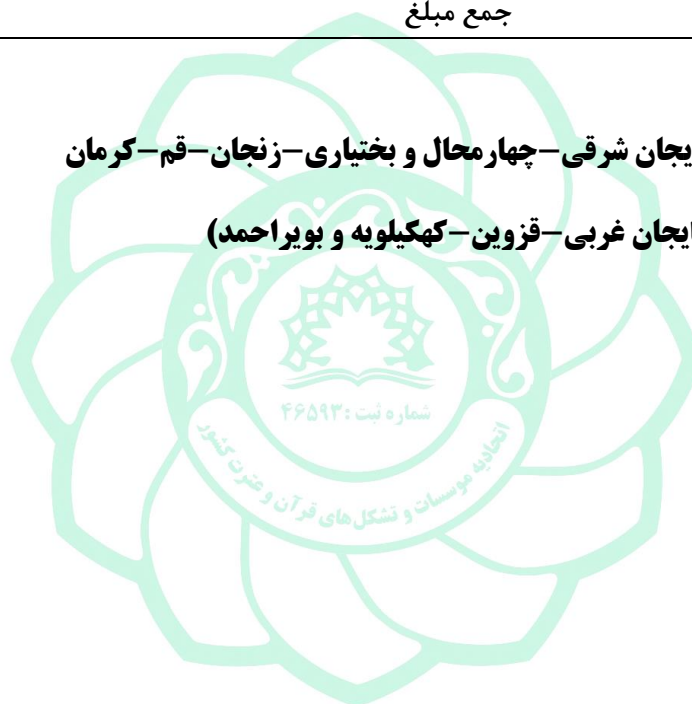 جمع مبلغ
یجان شرقی-چهارمحال و بختیاری-زنجان-قم-کرمان
ایجان غربی-قزوین-کهکیلویه و بویراحمد)
شماره ثبت : ۴۶۵۹۳
اتحادیه موسسات و تشکل های قرآن و عترت کشور